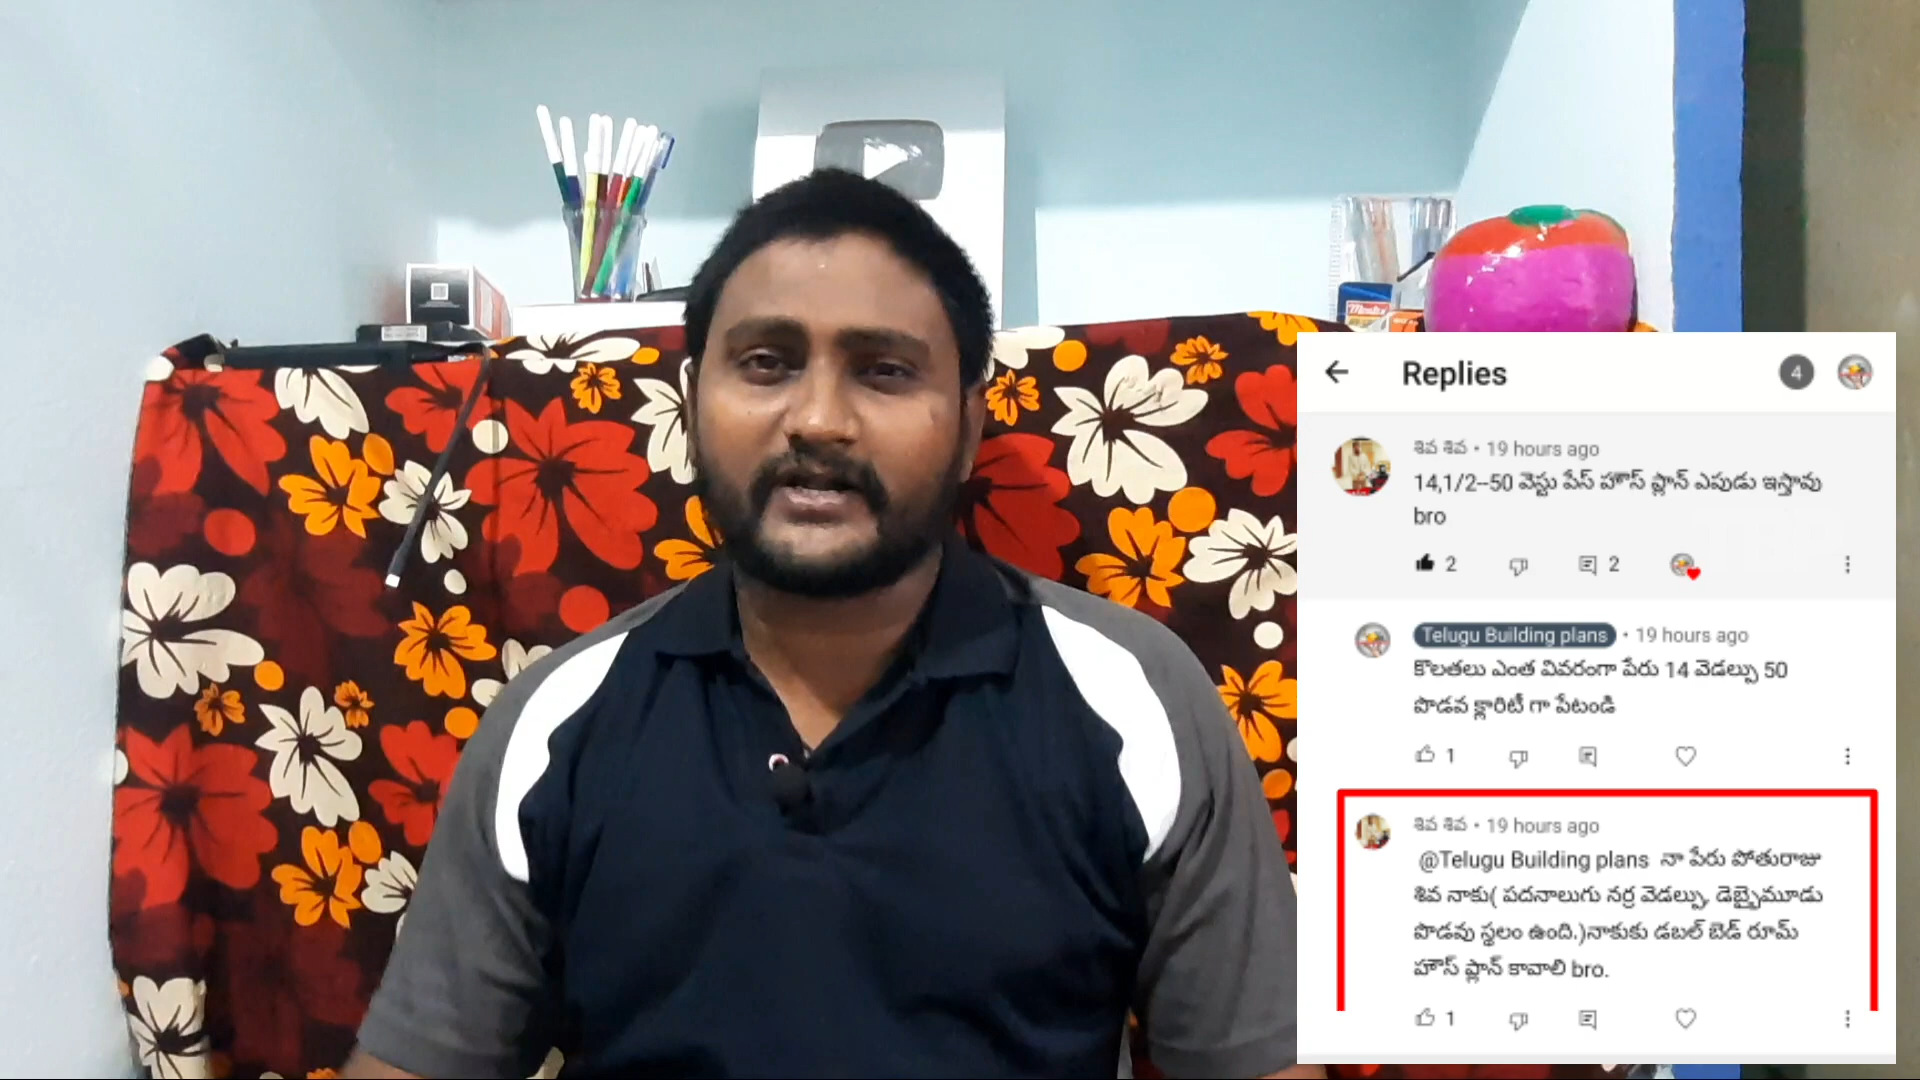 Replies
4
శివ శివ • 19 hours ago
14,1/2–50 వెస్టు పేస్ హౌస్ ప్లాన్ ఎపుడు ఇస్తావు
bro
2
2
Telugu Building plans • 19 hours ago
కొలతలు ఎంత వివరంగా పేరు 14 వెడల్పు 50
పొడవ క్లారిటీ గా పేటండి
1
శివ శివ • 19 hours ago
@Telugu Building plans నా పేరు పోతురాజు
శివ నాకు( పదనాలుగు నర్ర వెడల్పు, డెబ్బైమూడు
పొడవు స్థలం ఉంది.)నాకుకు డబల్ బెడ్ రూమ్
హౌస్ ప్లాన్ కావాలి bro.
1